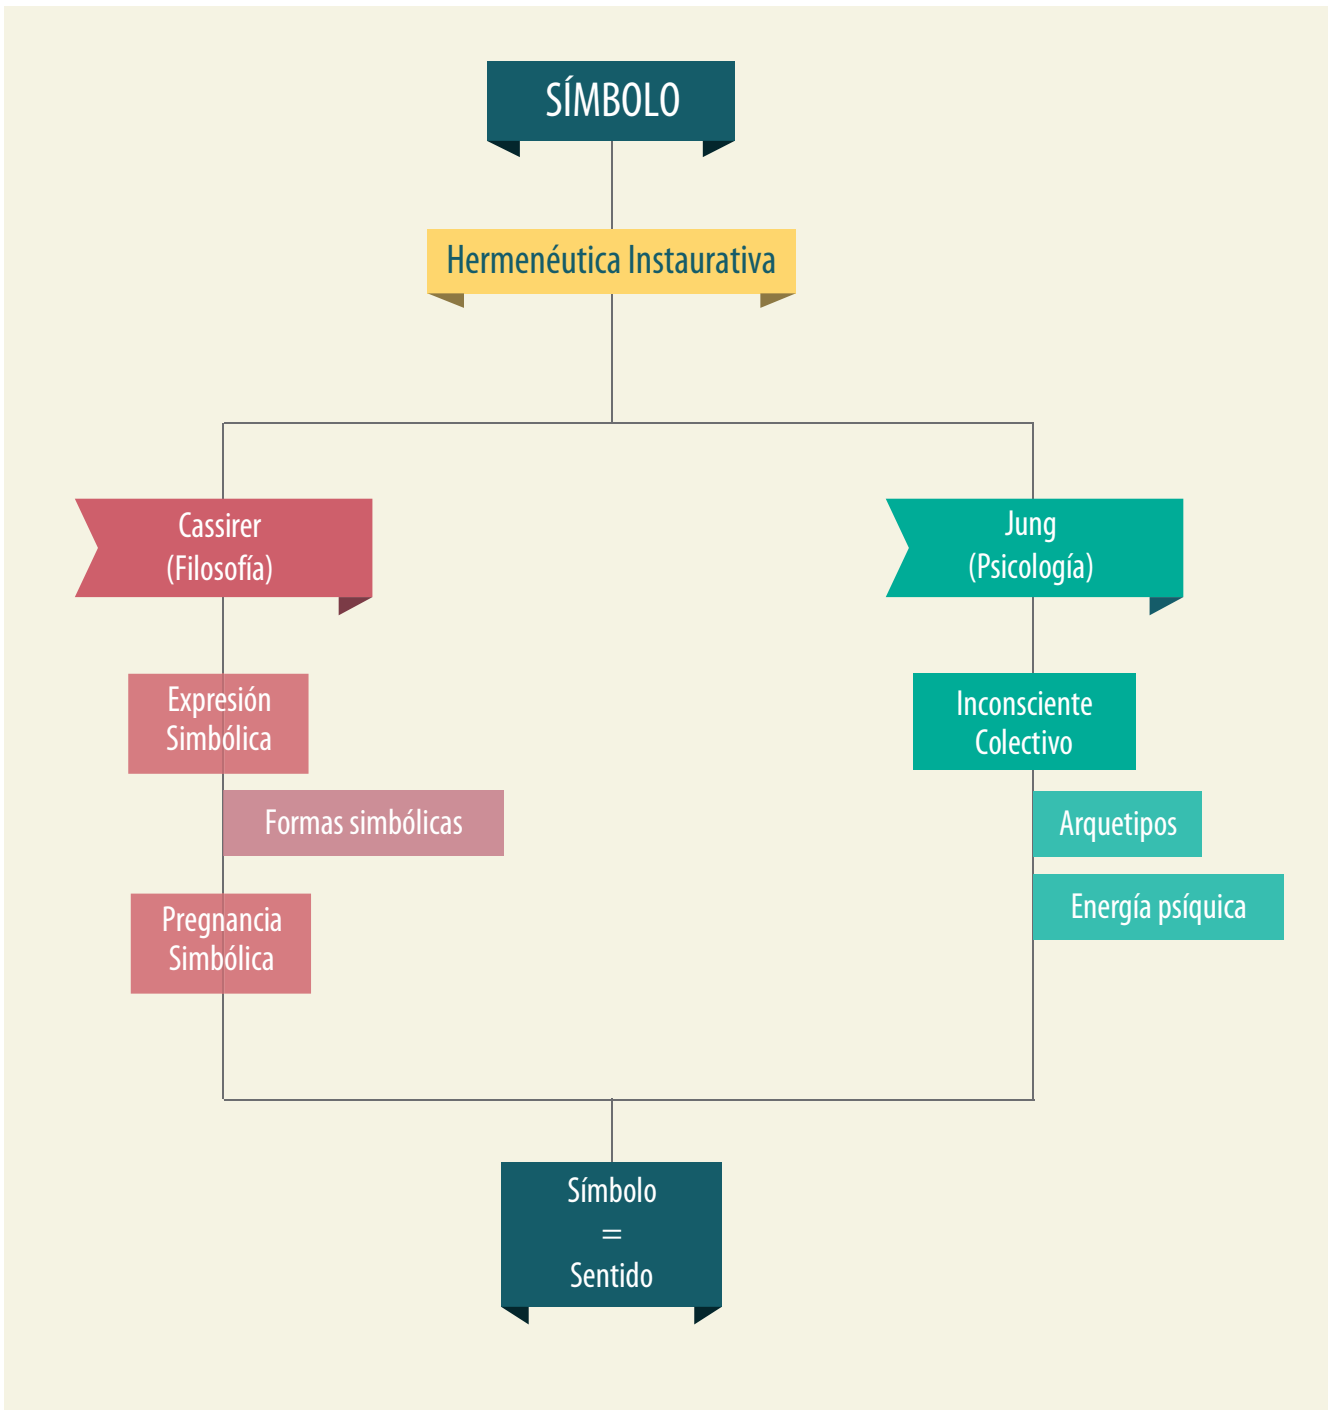 SÍMBOLO
Hermenéutica Instaurativa
Cassirer
(Filosofía)
Expresión
Simbólica
Formas simbólicas
Pregnancia
Simbólica
Jung
(Psicología)
Inconsciente
Colectivo
Arquetipos
Energía psíquica
Símbolo
=
Sentido